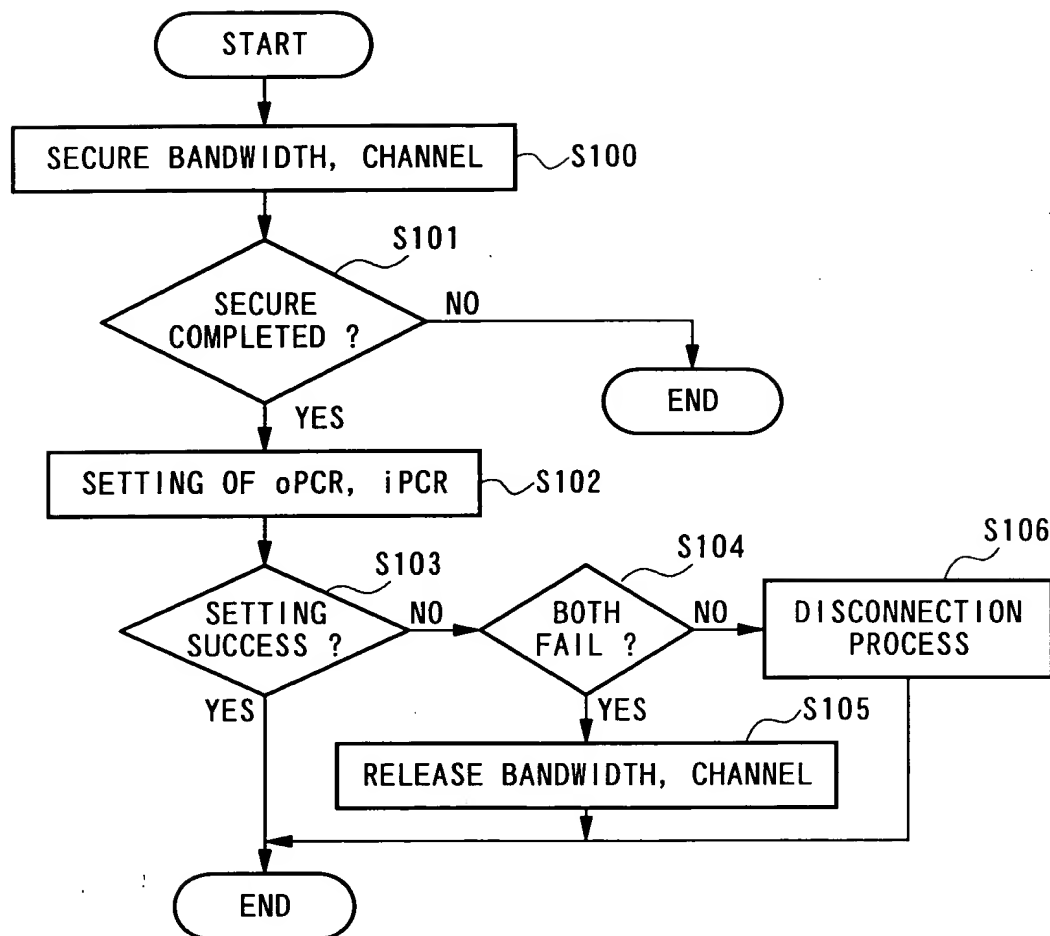 START
SECURE BANDWIDTH, CHANNEL
S100
S101
SECURE
COMPLETED ?
NO
END
YES
SETTING OF oPCR, iPCR
S102
S103
SETTING
SUCCESS ?
NO
YES
S104
BOTH
FAIL ?
NO
YES
S106
DISCONNECTION
PROCESS
S105
RELEASE BANDWIDTH, CHANNEL
END